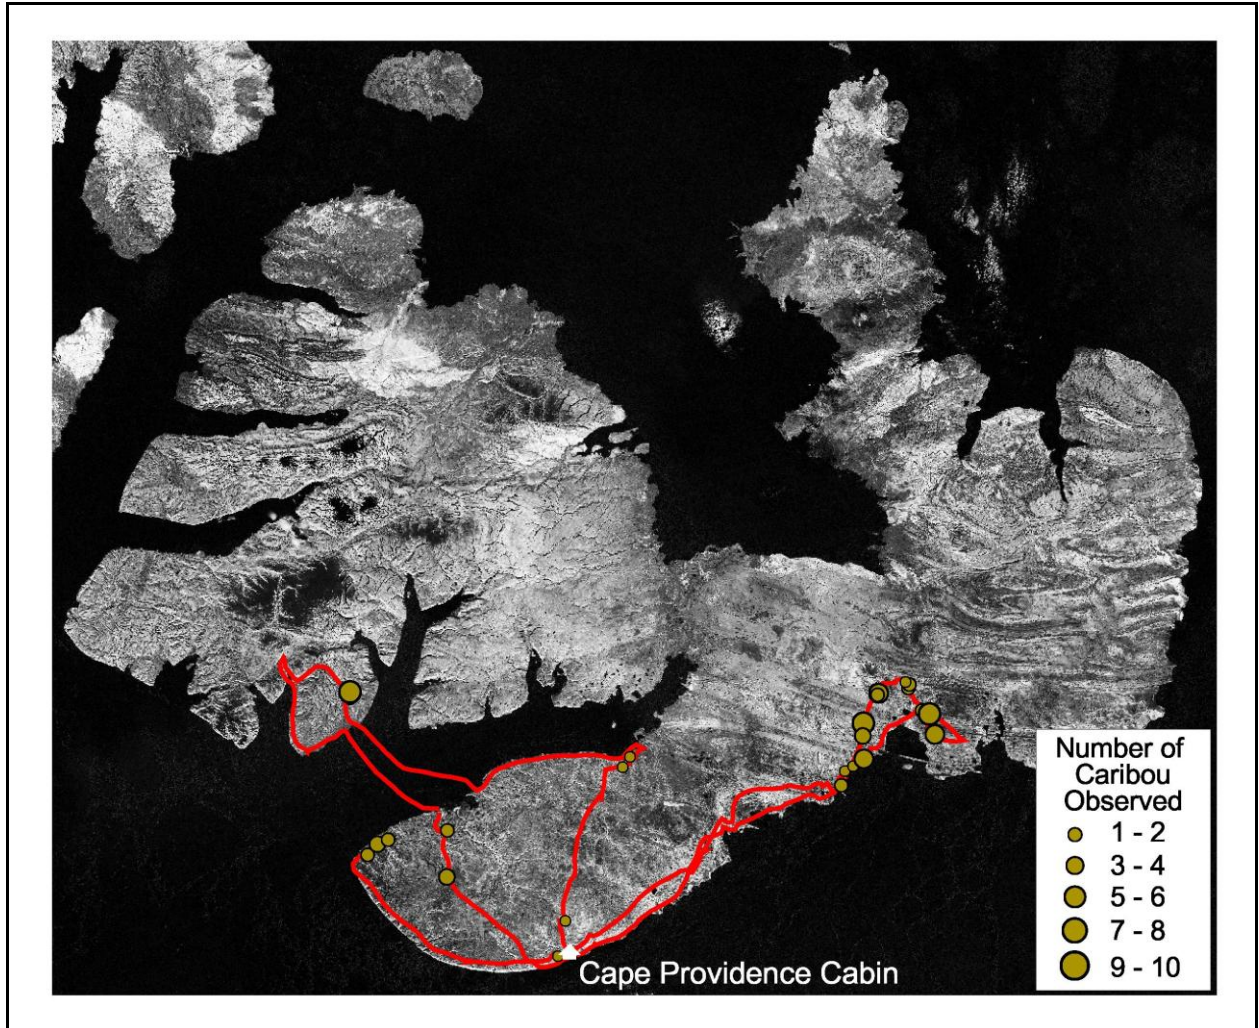 Number of
Caribou
Observed
1 - 2
3 - 4
5 - 6
7 - 8
9 - 10
Cape Providence Cabin